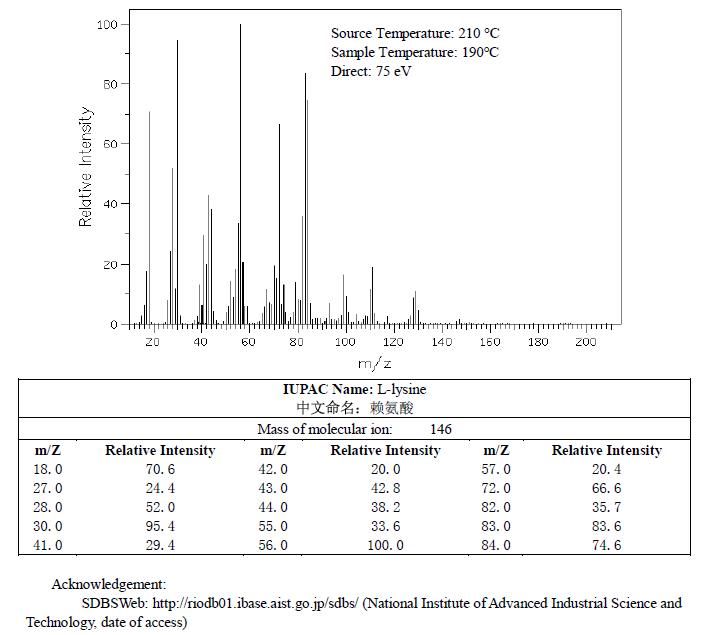 Source Temperature: 210 ℃
Sample Temperature: 190℃
Direct: 75 eV
Relative Intensity
100
80
60
40
20
0
20 40 60 80 100 120 140 160 180 200
m/z
IUPAC Name: L-lysine
中文命名: 赖氨酸
Mass of molecular ion: 146
m/Z Relative Intensity m/Z Relative Intensity m/Z Relative Intensity
18.0 70.6 42.0 20.0 57.0 20.4
27.0 24.4 43.0 42.8 72.0 66.6
28.0 52.0 44.0 38.2 82.0 35.7
30.0 95.4 55.0 33.6 83.0 83.6
41.0 29.4 56.0 100.0 84.0 74.6
Acknowledgement:
SDBSWeb: http://riodb01.ibase.aist.go.jp/sdbs/ (National Institute of Advanced Industrial Science and
Technology, date of access)